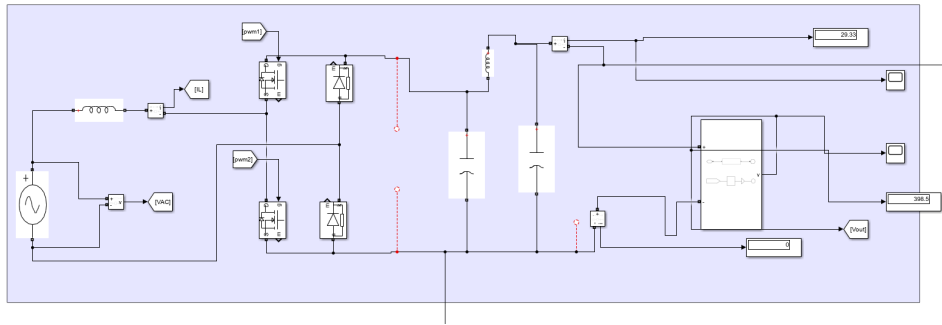 [pwm1]
29.33
[IL]
+
i
-
+
i
-
[pwm2]
+
-
v
[VAC]
+
-
v
398.5
[Vout]
0